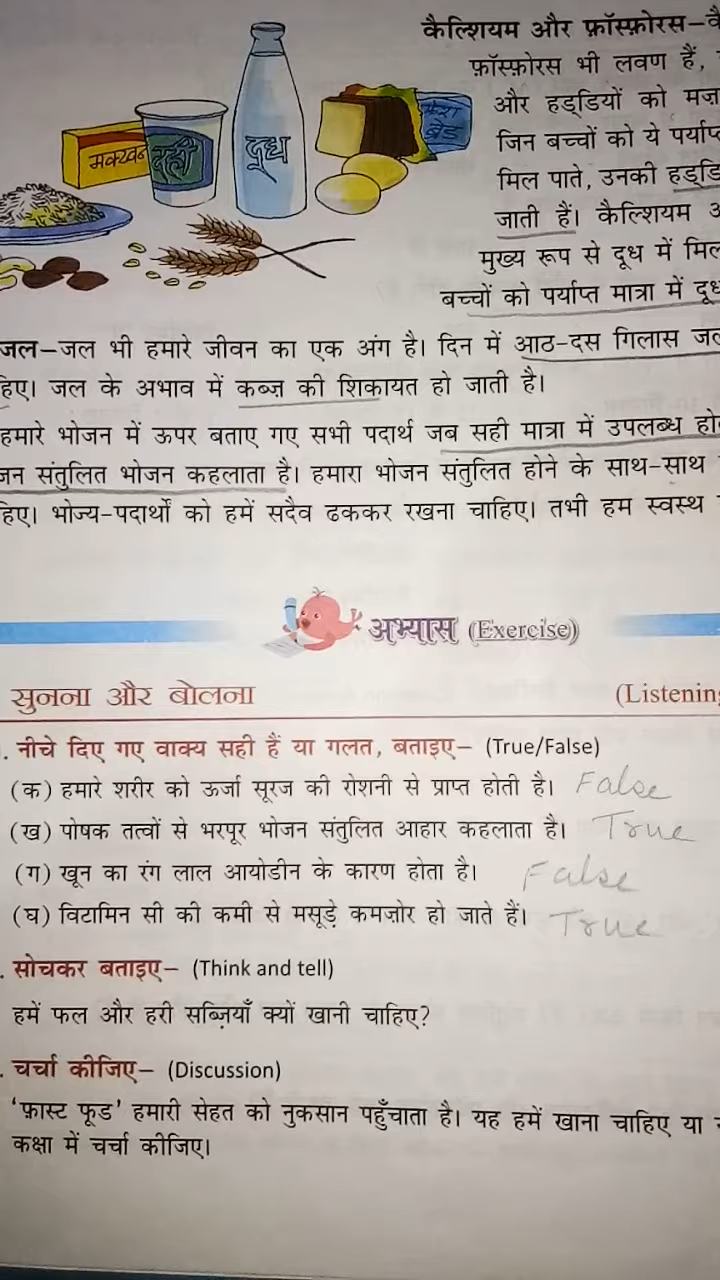 कैल्शियम और फ़ॉस्फ़ोरस–
फ़ॉस्फ़ोरस भी लवण हैं,
और हड्डियों को
जिन बच्चों को ये
मिल पाते, उनकी
जाती हैं। कैल्शियम
मुख्य रूप से दूध में
बच्चों को पर्याप्त मात्रा में
मक्खन
दही
दूध
ब्रेड
जल–जल भी हमारे जीवन का एक अंग है। दिन में आठ-दस गिलास
जल के अभाव में कब्ज़ की शिकायत हो जाती है।
हमारे भोजन में ऊपर बताए गए सभी पदार्थ जब सही मात्रा में उपलब्ध
संतुलित भोजन कहलाता है। हमारा भोजन संतुलित होने के साथ-साथ
भोज्य-पदार्थों को हमें सदैव ढककर रखना चाहिए। तभी हम स्वस्थ
अभ्यास (Exercise)
सुनना और बोलना (Listening
. नीचे दिए गए वाक्य सही हैं या गलत, बताइए– (True/False)
(क) हमारे शरीर को ऊर्जा सूरज की रोशनी से प्राप्त होती है। False
(ख) पोषक तत्वों से भरपूर भोजन संतुलित आहार कहलाता है। True
(ग) खून का रंग लाल आयोडीन के कारण होता है। False
(घ) विटामिन सी की कमी से मसूड़े कमज़ोर हो जाते हैं। True
. सोचकर बताइए– (Think and tell)
हमें फल और हरी सब्ज़ियाँ क्यों खानी चाहिए?
. चर्चा कीजिए– (Discussion)
‘फ़ास्ट फूड’ हमारी सेहत को नुकसान पहुँचाता है। यह हमें खाना चाहिए या
कक्षा में चर्चा कीजिए।